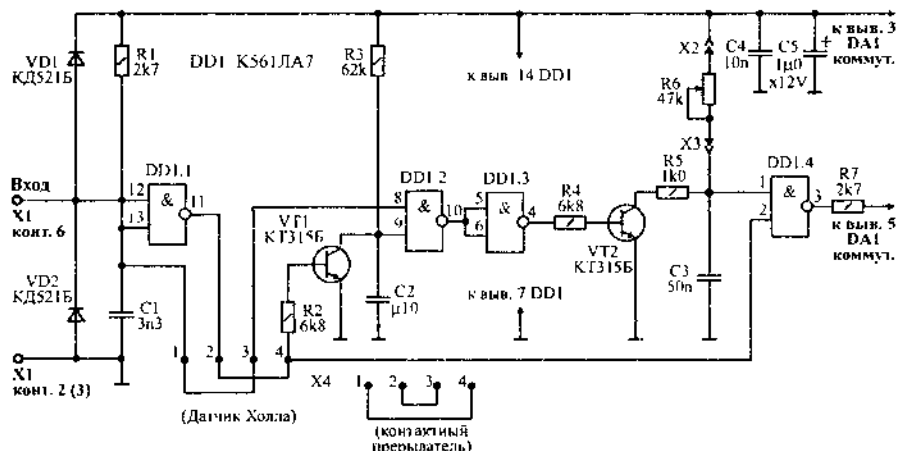 VD1
КД521Б
R1
2k7
DD1 К561ЛА7
R3
62k
к выв. 14 DD1
X2
C4
10n
C5
1µ0
x12V
+
к выв. 3
DA1
коммут.
R6
47k
X3
Вход
X1
конт. 6
12
13
DD1.1
&
11
8
9
DD1.2
&
10
5
6
DD1.3
&
4
R4
6k8
R5
1k0
1
2
DD1.4
&
3
R7
2k7
к выв. 5
DA1
коммут.
VT1
КТ315Б
VT2
КТ315Б
VD2
КД521Б
C1
3n3
R2
6k8
C2
µ10
к выв. 7 DD1
C3
50n
X1
конт. 2 (3)
1
2
3
4
(Датчик Холла)
X4
1
2
3
4
(контактный
прерыватель)